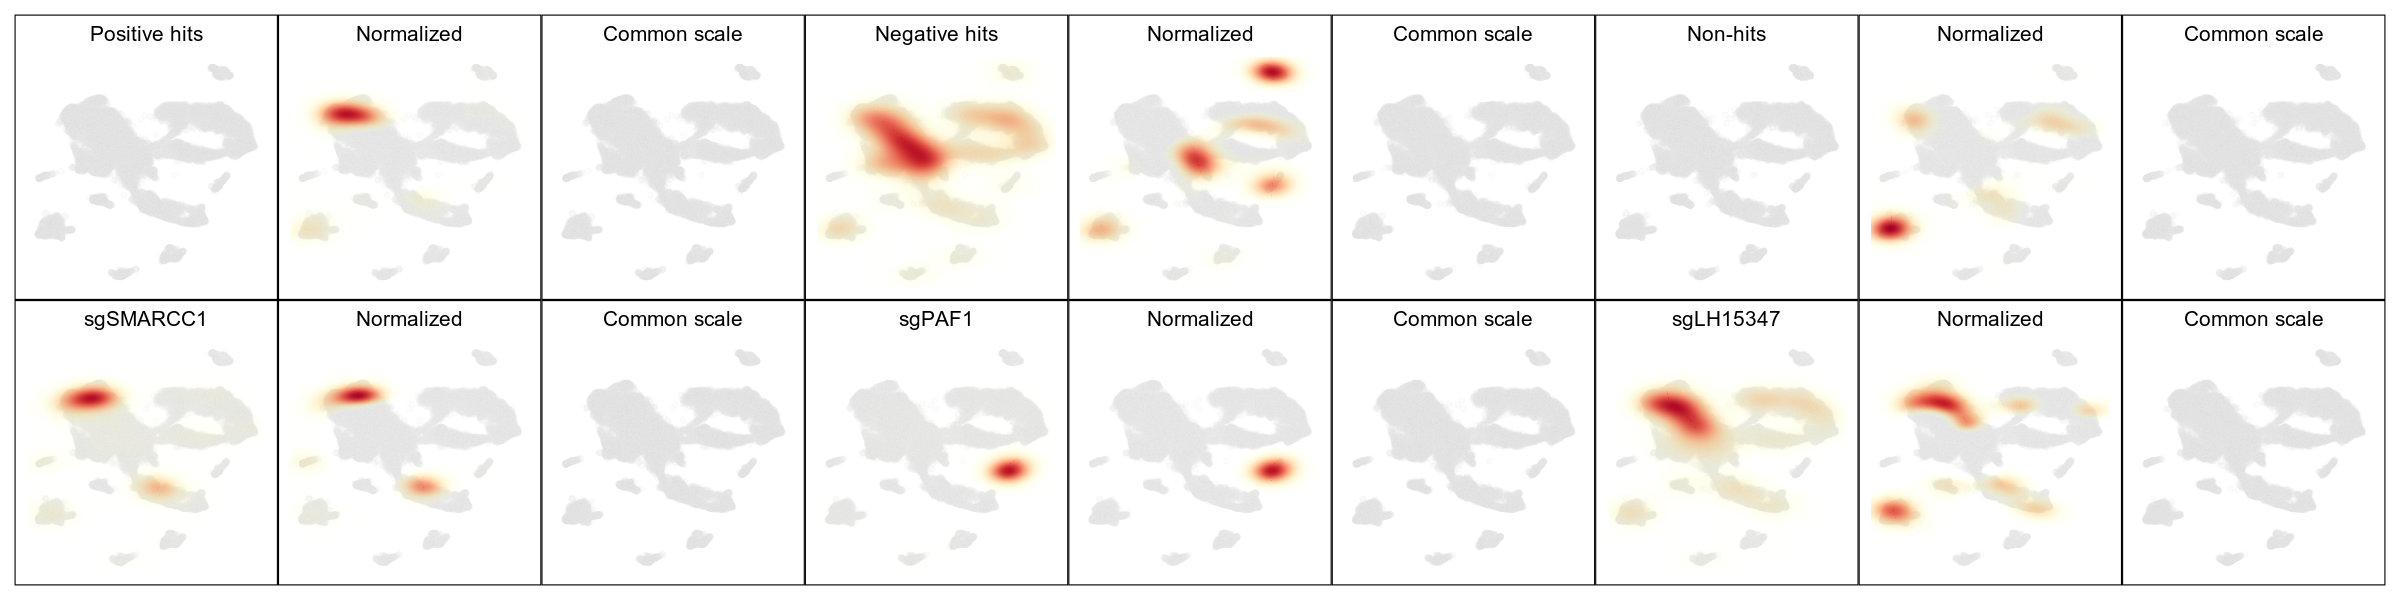 Positive hits
Normalized
Common scale
Negative hits
Normalized
Common scale
Non-hits
Normalized
Common scale
sgSMARCC1
Normalized
Common scale
sgPAF1
Normalized
Common scale
sgLH15347
Normalized
Common scale